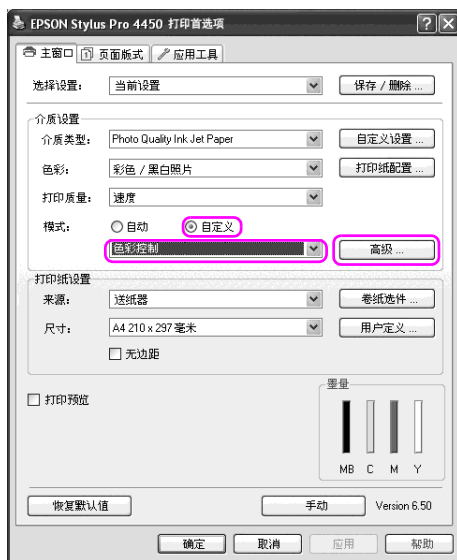 EPSON Stylus Pro 4450 打印首选项
主窗口 页面版式 应用工具
选择设置： 当前设置 保存 / 删除 ...
介质设置
介质类型： Photo Quality Ink Jet Paper 自定义设置 ...
色彩： 彩色 / 黑白照片 打印纸配置 ...
打印质量： 速度
模式： 自动 自定义
色彩控制 高级 ...
打印纸设置
来源： 送纸器 卷纸选件 ...
尺寸： A4 210 x 297 毫米 用户定义 ...
无边距
打印预览
墨量
MB C M Y
恢复默认值 手动 Version 6.50
确定 取消 应用 帮助